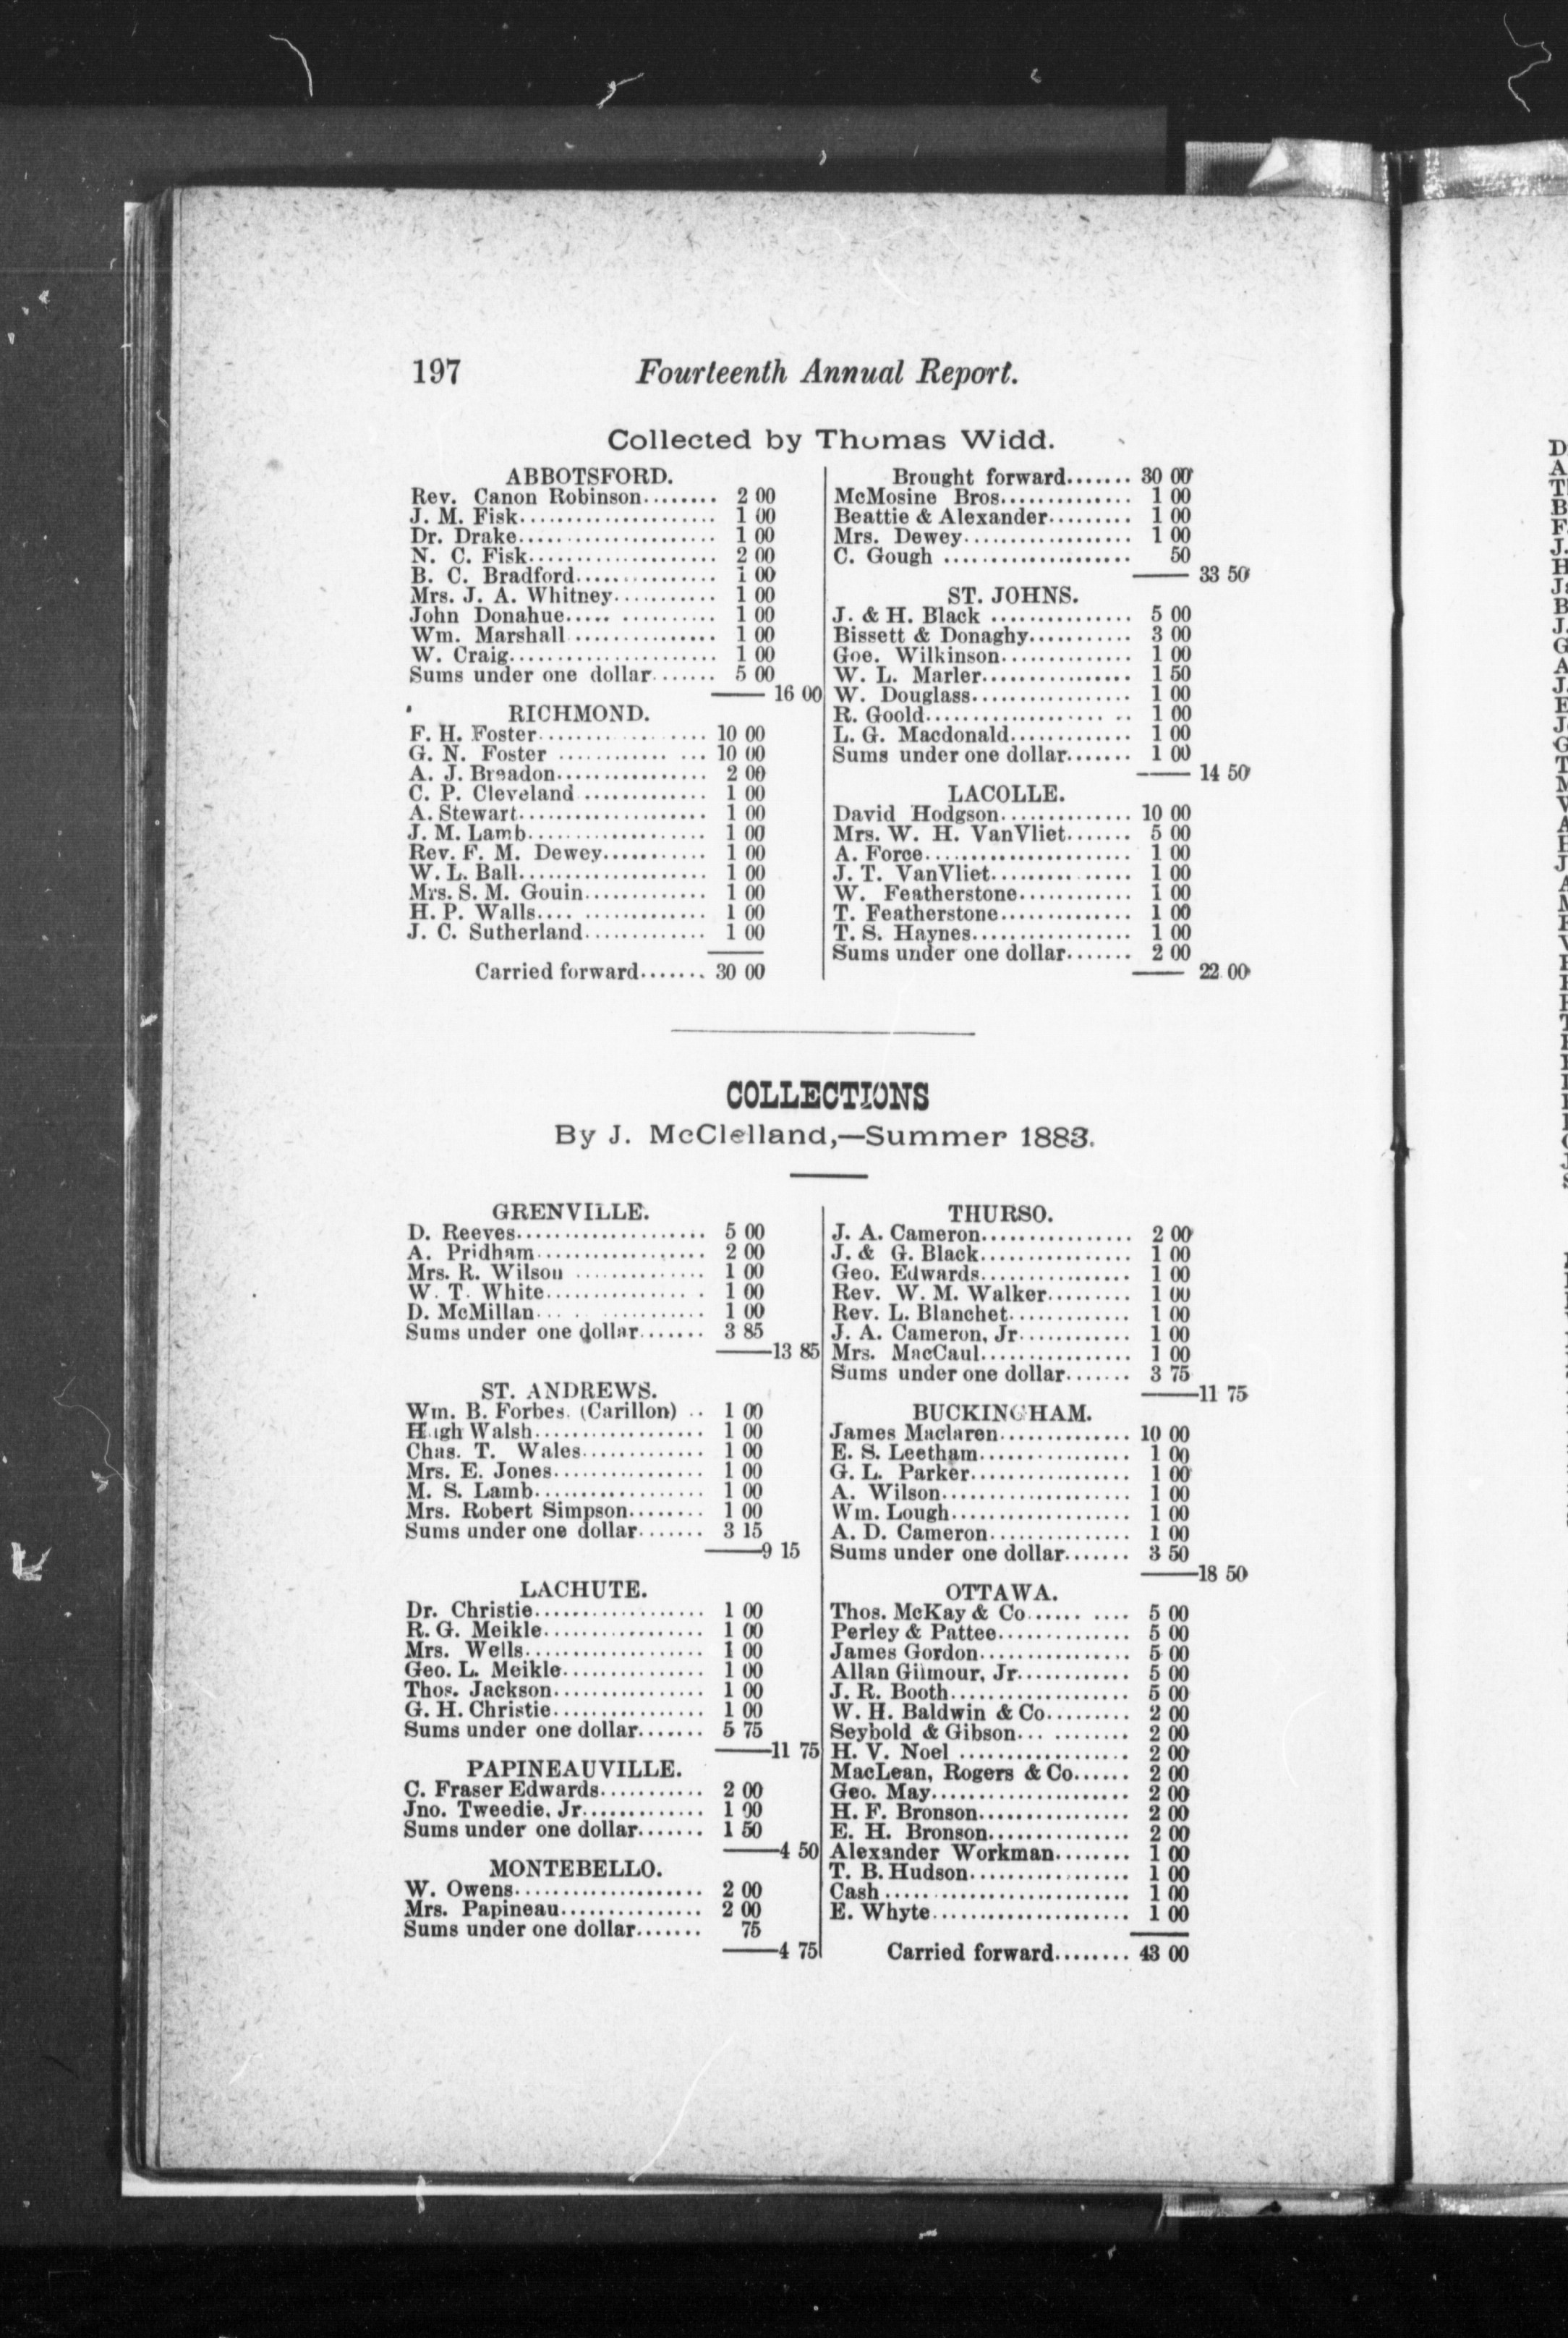 197 Fourteenth Annual Report.
Collected by Thomas Widd.
ABBOTSFORD.
Rev. Canon Robinson........ 2 00
J. M. Fisk..................... 1 00
Dr. Drake..................... 1 00
N. C. Fisk.................... 2 00
B. C. Bradford............... 1 00
Mrs. J. A. Whitney........... 1 00
John Donahue..... .......... 1 00
Wm. Marshall............... 1 00
W. Craig...................... 1 00
Sums under one dollar....... 5 00
—— 16 00
RICHMOND.
F. H. Foster.................. 10 00
G. N. Foster ............ ... 10 00
A. J. Breadon................ 2 00
C. P. Cleveland ............. 1 00
A. Stewart.................... 1 00
J. M. Lamb................... 1 00
Rev. F. M. Dewey........... 1 00
W. L. Ball.................... 1 00
Mrs. S. M. Gouin............. 1 00
H. P. Walls.... ............. 1 00
J. C. Sutherland............. 1 00
Carried forward....... 30 00
Brought forward....... 30 00
McMosine Bros.............. 1 00
Beattie & Alexander......... 1 00
Mrs. Dewey.................. 1 00
C. Gough .................... 50
—— 33 50
ST. JOHNS.
J. & H. Black ............... 5 00
Bissett & Donaghy........... 3 00
Goe. Wilkinson.............. 1 00
W. L. Marler................ 1 50
W. Douglass................. 1 00
R. Goold................... .. 1 00
L. G. Macdonald............. 1 00
Sums under one dollar....... 1 00
—— 14 50
LACOLLE.
David Hodgson.............. 10 00
Mrs. W. H. VanVliet....... 5 00
A. Force...................... 1 00
J. T. VanVliet............... 1 00
W. Featherstone............ 1 00
T. Featherstone.............. 1 00
T. S. Haynes................. 1 00
Sums under one dollar....... 2 00
—— 22 00
COLLECTIONS
By J. McClelland,—Summer 1883.
GRENVILLE.
D. Reeves.................... 5 00
A. Pridham.................. 2 00
Mrs. R. Wilson .............. 1 00
W. T. White................. 1 00
D. McMillan... . ........... 1 00
Sums under one dollar....... 3 85
——13 85
ST. ANDREWS.
Wm. B. Forbes. (Carillon) .. 1 00
Hugh Walsh.................. 1 00
Chas. T. Wales............. 1 00
Mrs. E. Jones................ 1 00
M. S. Lamb.................. 1 00
Mrs. Robert Simpson........ 1 00
Sums under one dollar....... 3 15
——9 15
LACHUTE.
Dr. Christie.................. 1 00
R. G. Meikle................. 1 00
Mrs. Wells................... 1 00
Geo. L. Meikle............... 1 00
Thos. Jackson................ 1 00
G. H. Christie................ 1 00
Sums under one dollar....... 5 75
——11 75
PAPINEAUVILLE.
C. Fraser Edwards........... 2 00
Jno. Tweedie, Jr............. 1 00
Sums under one dollar....... 1 50
——4 50
MONTEBELLO.
W. Owens.................... 2 00
Mrs. Papineau............... 2 00
Sums under one dollar....... 75
——4 75
THURSO.
J. A. Cameron................ 2 00
J. & G. Black................ 1 00
Geo. Edwards................ 1 00
Rev. W. M. Walker......... 1 00
Rev. L. Blanchet............. 1 00
J. A. Cameron, Jr............ 1 00
Mrs. MacCaul................ 1 00
Sums under one dollar....... 3 75
——11 75
BUCKINGHAM.
James Maclaren.............. 10 00
E. S. Leetham................ 1 00
G. L. Parker................. 1 00
A. Wilson.................... 1 00
Wm. Lough................... 1 00
A. D. Cameron............... 1 00
Sums under one dollar....... 3 50
——18 50
OTTAWA.
Thos. McKay & Co...... .... 5 00
Perley & Pattee.............. 5 00
James Gordon................ 5 00
Allan Gilmour, Jr............ 5 00
J. R. Booth................... 5 00
W. H. Baldwin & Co......... 2 00
Seybold & Gibson... ........ 2 00
H. V. Noel .................. 2 00
MacLean, Rogers & Co...... 2 00
Geo. May..................... 2 00
H. F. Bronson................ 2 00
E. H. Bronson............... 2 00
Alexander Workman........ 1 00
T. B. Hudson................. 1 00
Cash .......................... 1 00
E. Whyte..................... 1 00
Carried forward........ 43 00